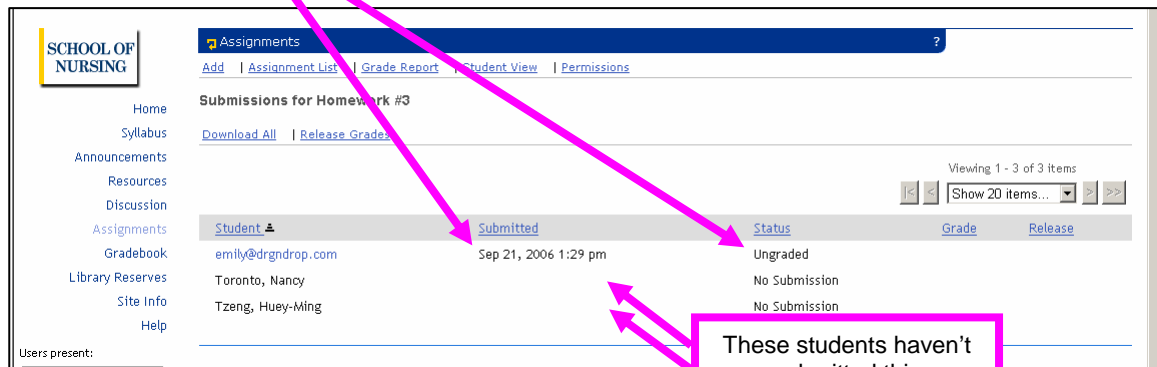 SCHOOL OF
NURSING
Assignments ?
Add | Assignment List | Grade Report | Student View | Permissions
Submissions for Homework #3
Download All | Release Grades
Home
Syllabus
Announcements
Resources
Discussion
Assignments
Gradebook
Library Reserves
Site Info
Help
Users present:
Viewing 1 - 3 of 3 items
|< < Show 20 items... > >>
Student Submitted Status Grade Release
emily@drgndrop.com Sep 21, 2006 1:29 pm Ungraded
Toronto, Nancy No Submission
Tzeng, Huey-Ming No Submission
These students haven't